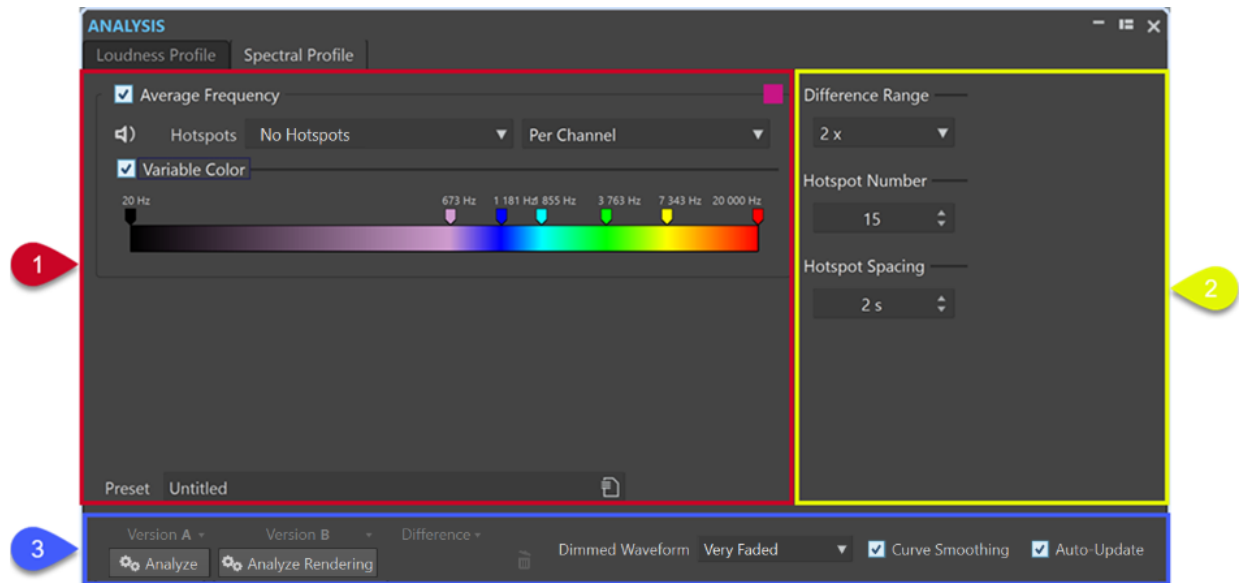 ANALYSIS
Loudness Profile Spectral Profile
Average Frequency
Hotspots No Hotspots Per Channel
Variable Color
20 Hz 673 Hz 1 181 Hz 1 855 Hz 3 763 Hz 7 343 Hz 20 000 Hz
Preset Untitled
Difference Range
2 x
Hotspot Number
15
Hotspot Spacing
2 s
Version A Version B Difference
Analyze Analyze Rendering Dimmed Waveform Very Faded Curve Smoothing Auto-Update
1
2
3